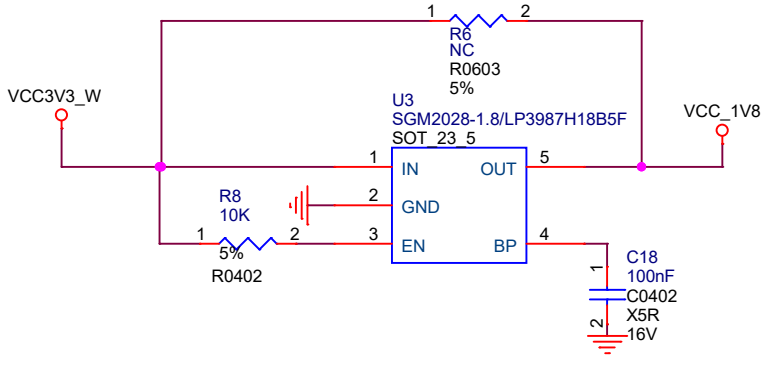 1
2
R6
NC
R0603
5%
VCC3V3_W
U3
SGM2028-1.8/LP3987H18B5F
SOT_23_5
VCC_1V8
1
IN
OUT
5
2
GND
R8
10K
1
2
5%
R0402
3
EN
BP
4
1
C18
100nF
C0402
X5R
2
16V